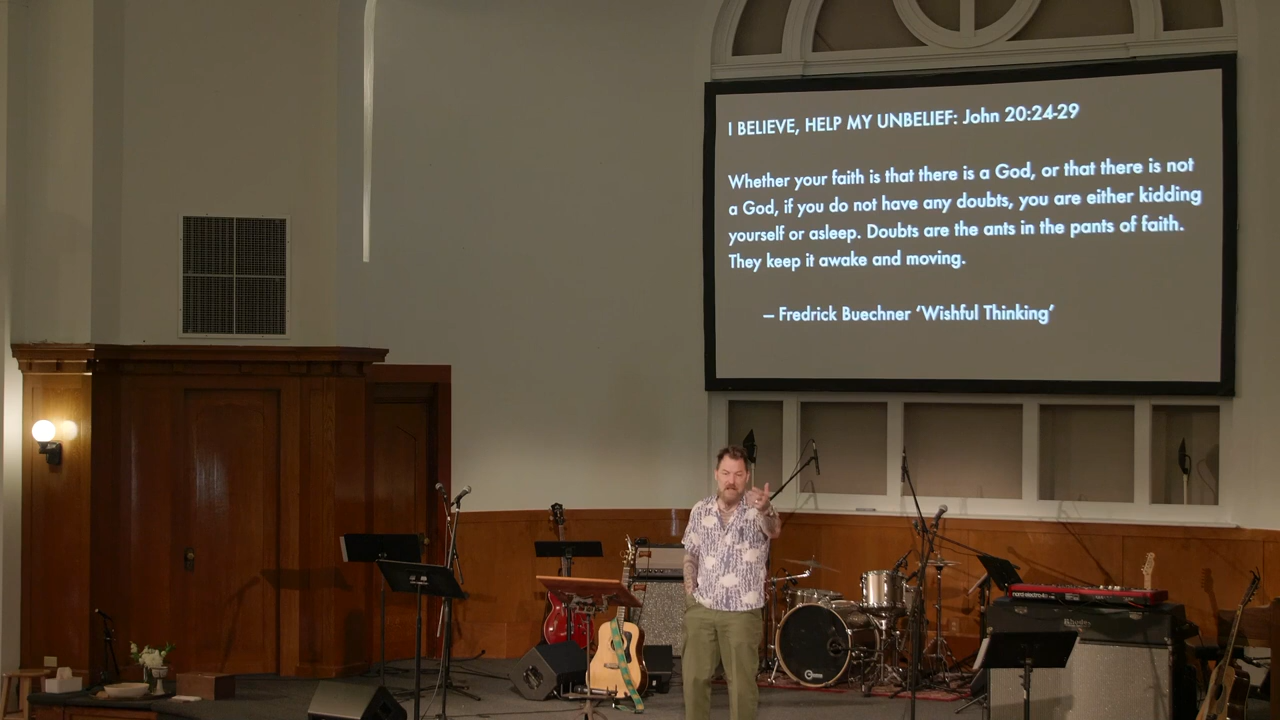 I BELIEVE, HELP MY UNBELIEF: John 20:24-29
Whether your faith is that there is a God, or that there is not
a God, if you do not have any doubts, you are either kidding
yourself or asleep. Doubts are the ants in the pants of faith.
They keep it awake and moving.
— Fredrick Buechner ‘Wishful Thinking’
Rhodes